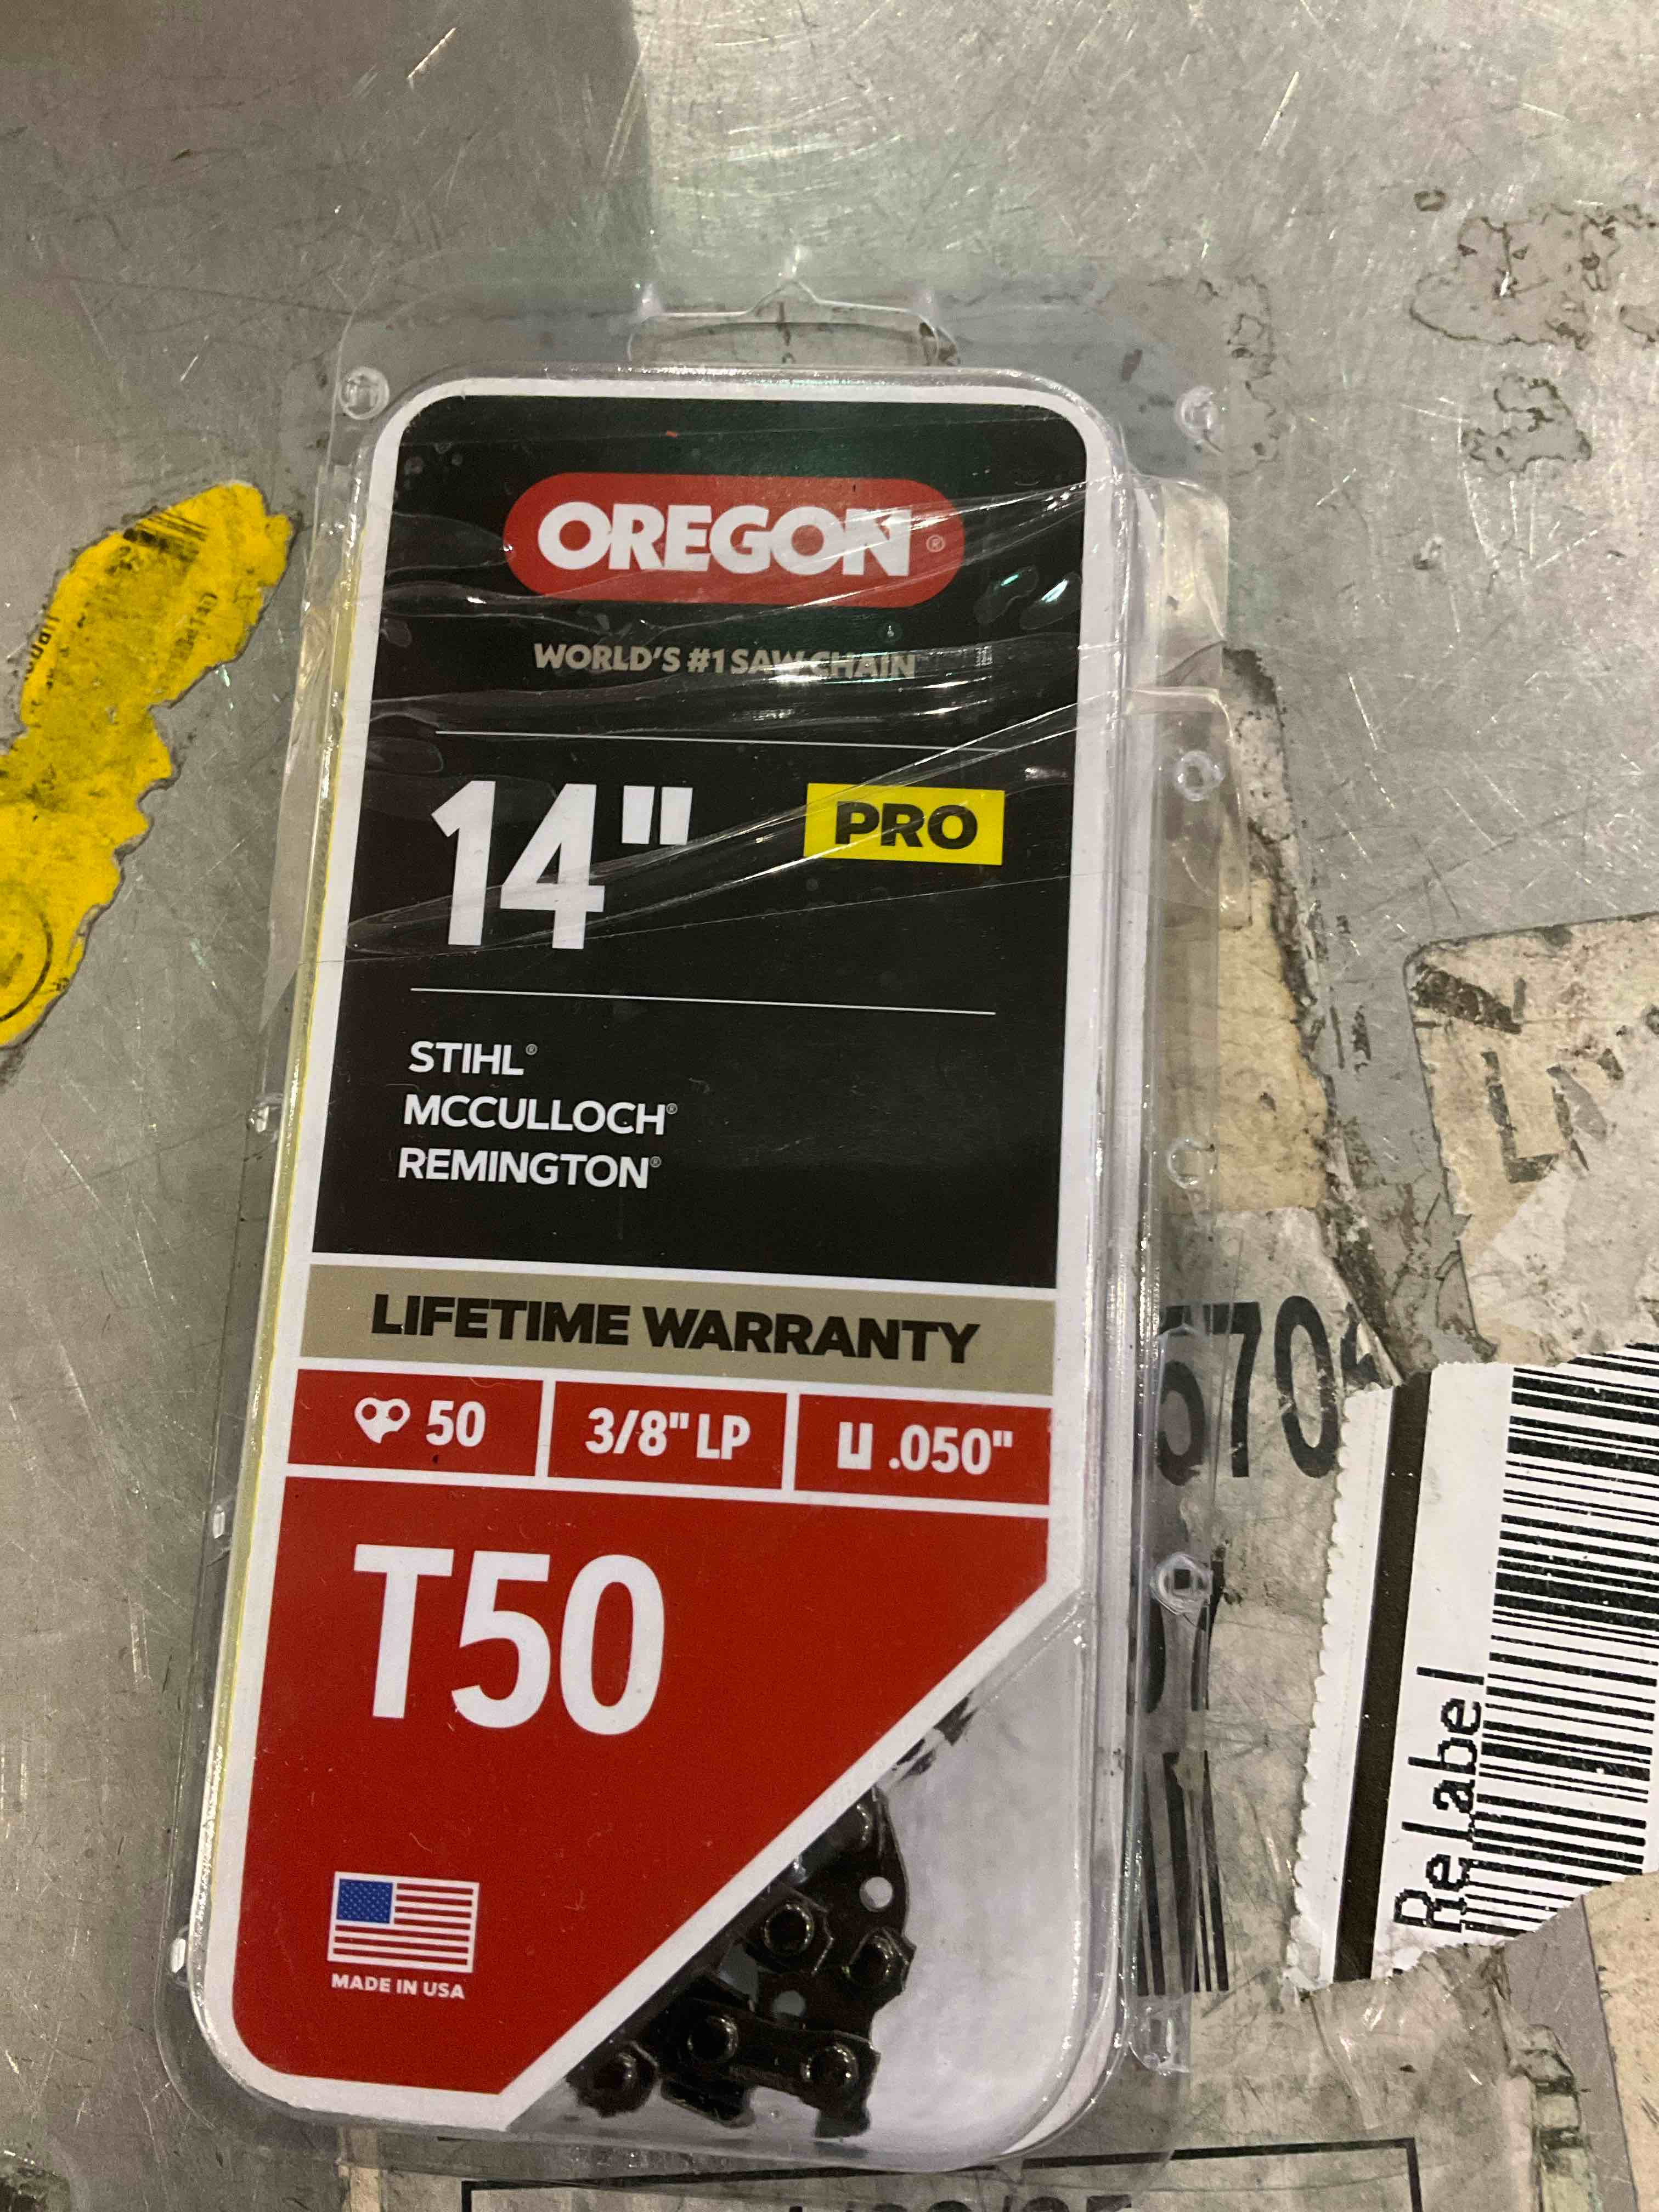 OREGON®
WORLD'S #1 SAW CHAIN
14" PRO
STIHL®
MCCULLOCH®
REMINGTON®
LIFETIME WARRANTY
50 3/8" LP .050"
T50
MADE IN USA
Relabel